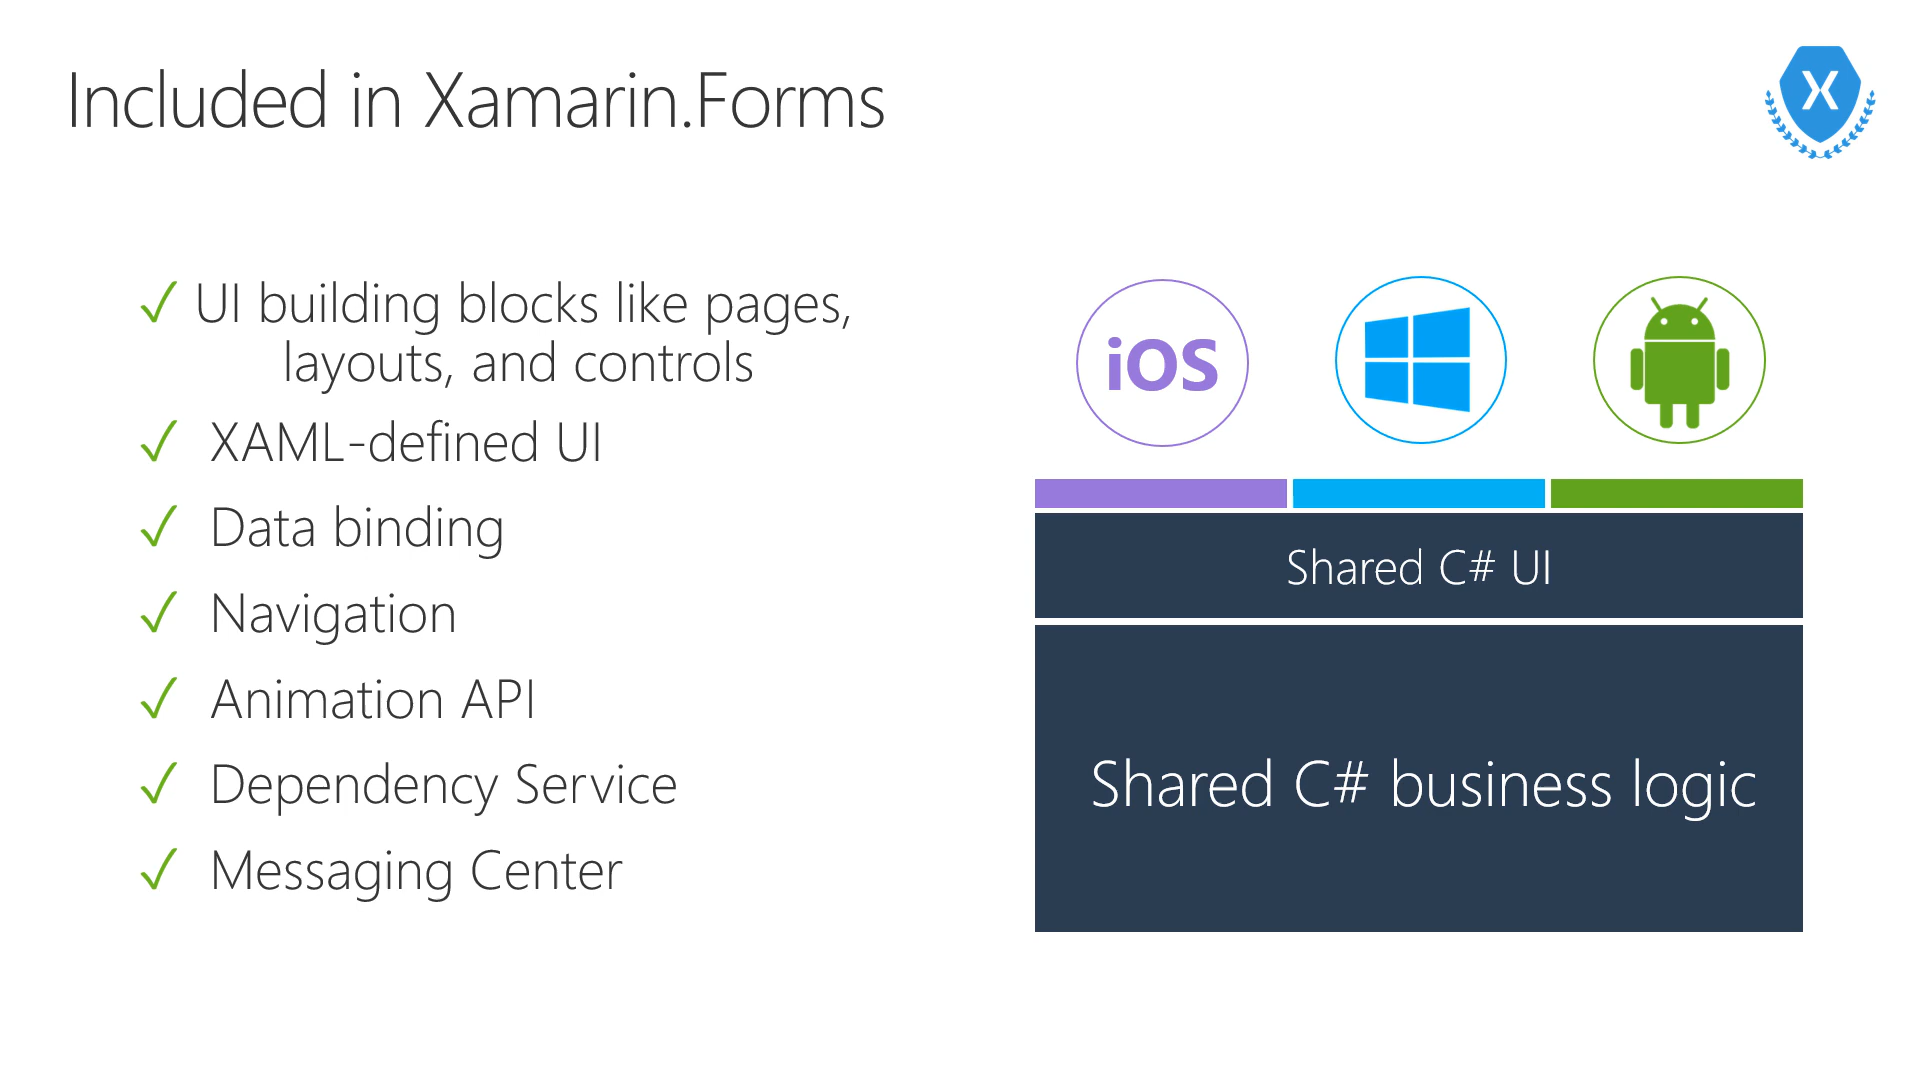 Included in Xamarin.Forms
X
✓ UI building blocks like pages,
layouts, and controls
✓ XAML-defined UI
✓ Data binding
✓ Navigation
✓ Animation API
✓ Dependency Service
✓ Messaging Center
iOS
Shared C# UI
Shared C# business logic